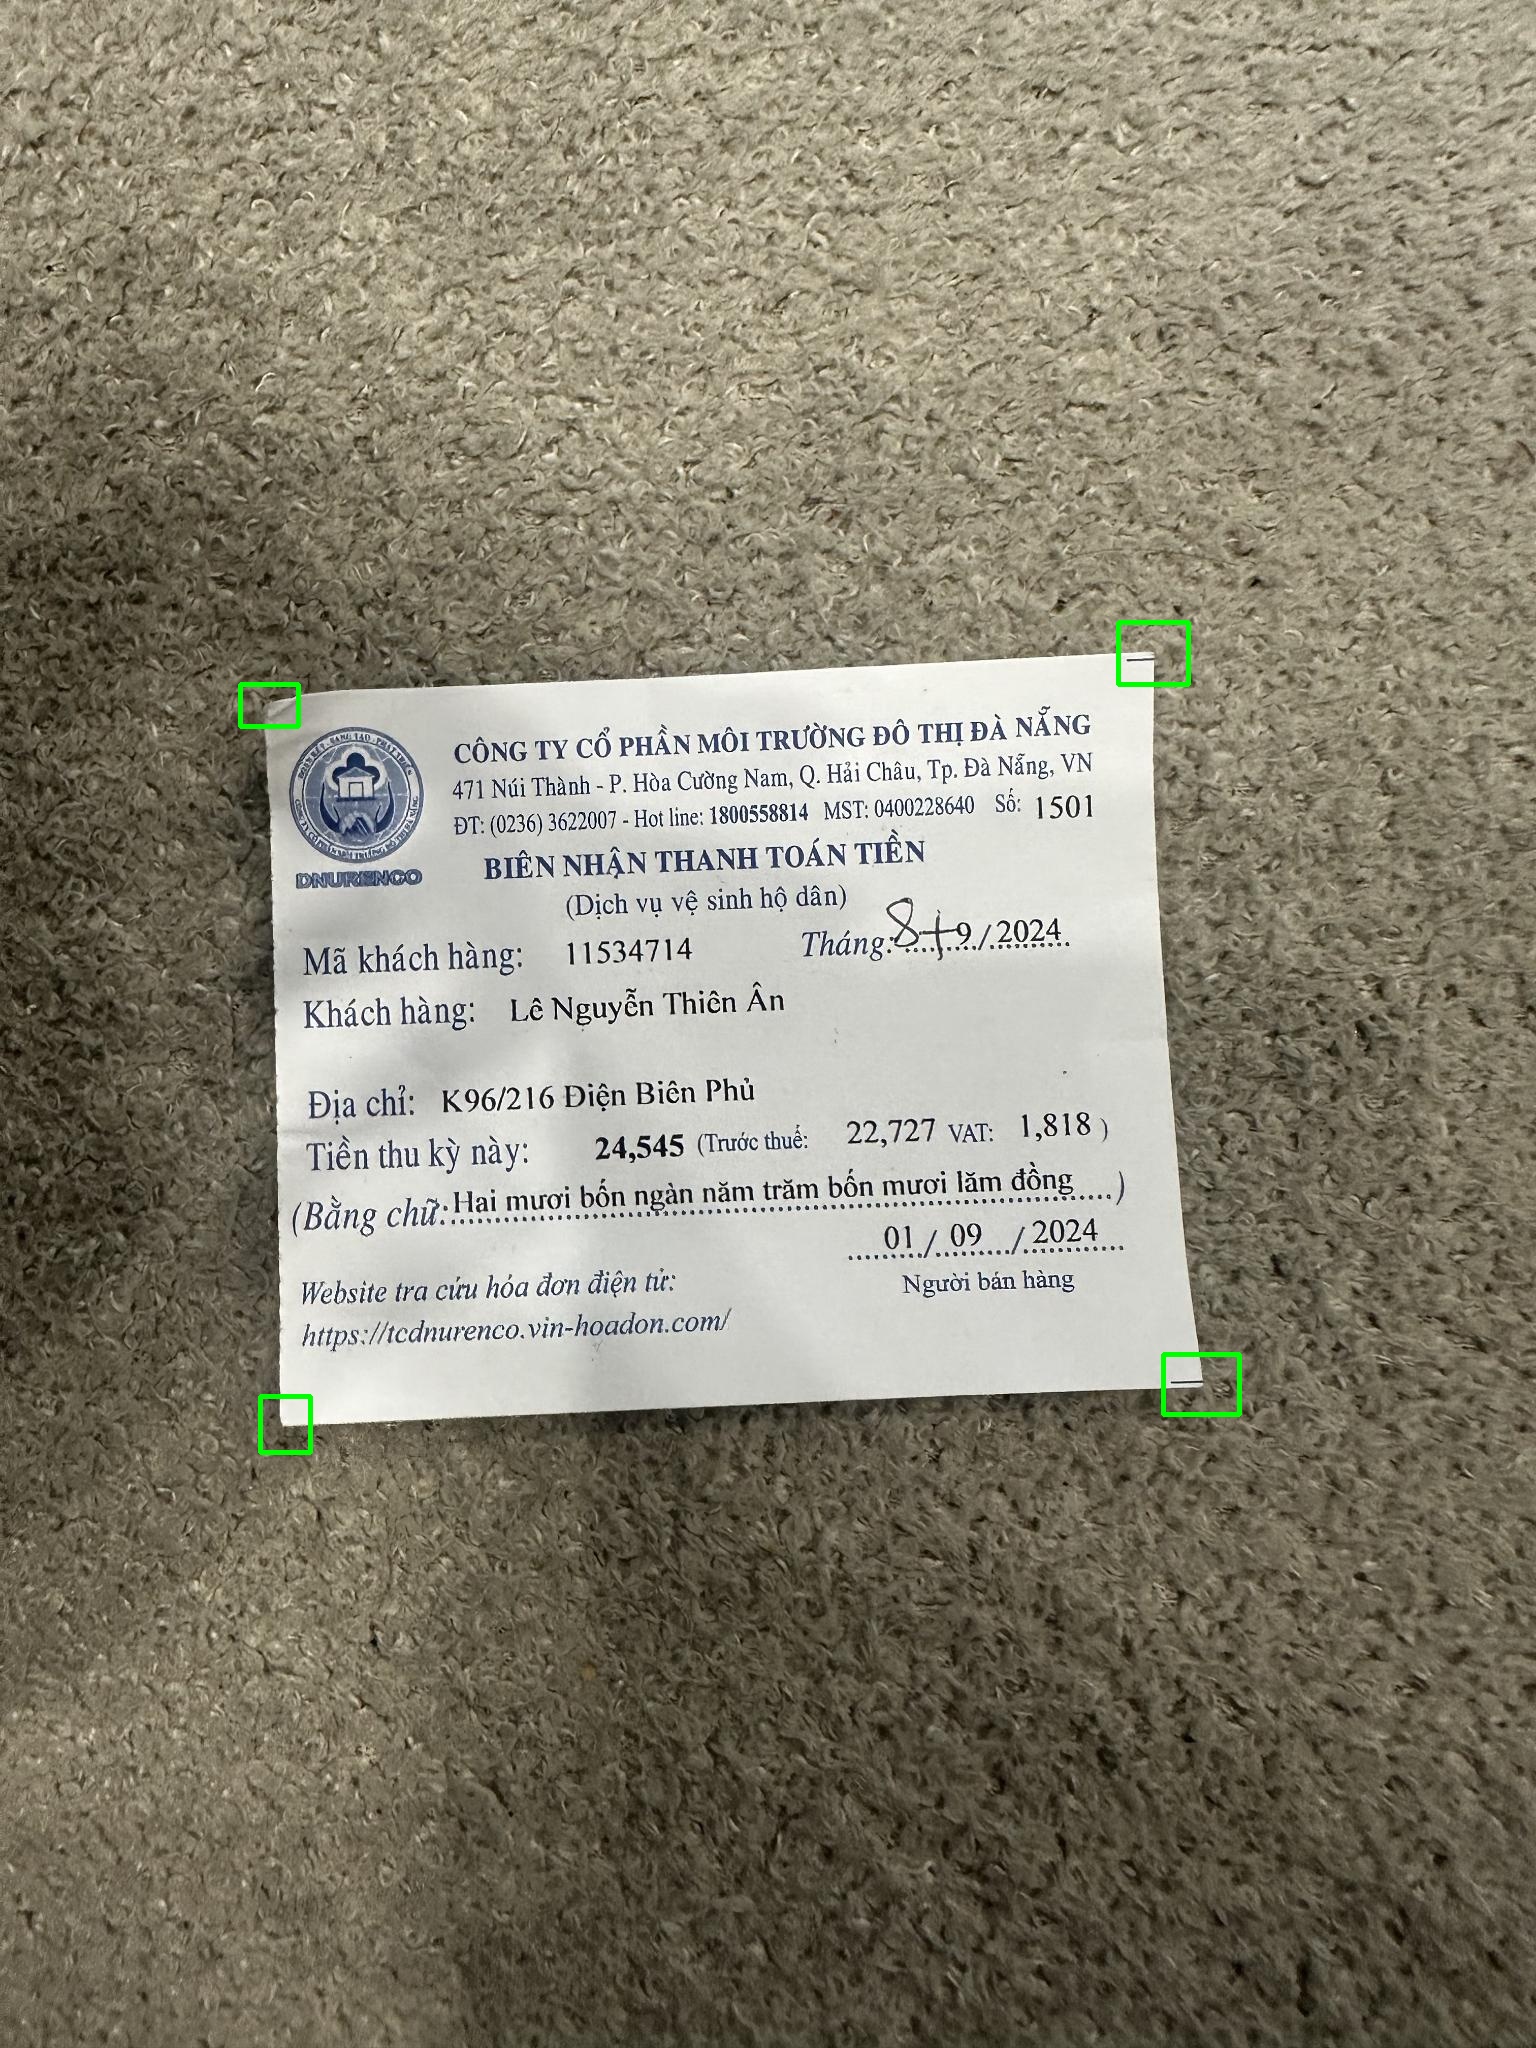 CÔNG TY CỔ PHẦN MÔI TRƯỜNG ĐÔ THỊ ĐÀ NẴNG
471 Núi Thành - P. Hòa Cường Nam, Q. Hải Châu, Tp. Đà Nẵng, VN
ĐT: (0236) 3622007 - Hot line: 1800558814 MST: 0400228640 Số: 1501
DNURENCO
BIÊN NHẬN THANH TOÁN TIỀN
(Dịch vụ vệ sinh hộ dân)
Mã khách hàng: 11534714 Tháng: 8+9/2024
Khách hàng: Lê Nguyễn Thiên Ân
Địa chỉ: K96/216 Điện Biên Phủ
Tiền thu kỳ này: 24,545 (Trước thuế: 22,727 VAT: 1,818 )
(Bằng chữ: Hai mươi bốn ngàn năm trăm bốn mươi lăm đồng.....)
01 / 09 / 2024
Website tra cứu hóa đơn điện tử: Người bán hàng
https://tcdnurenco.vin-hoadon.com/